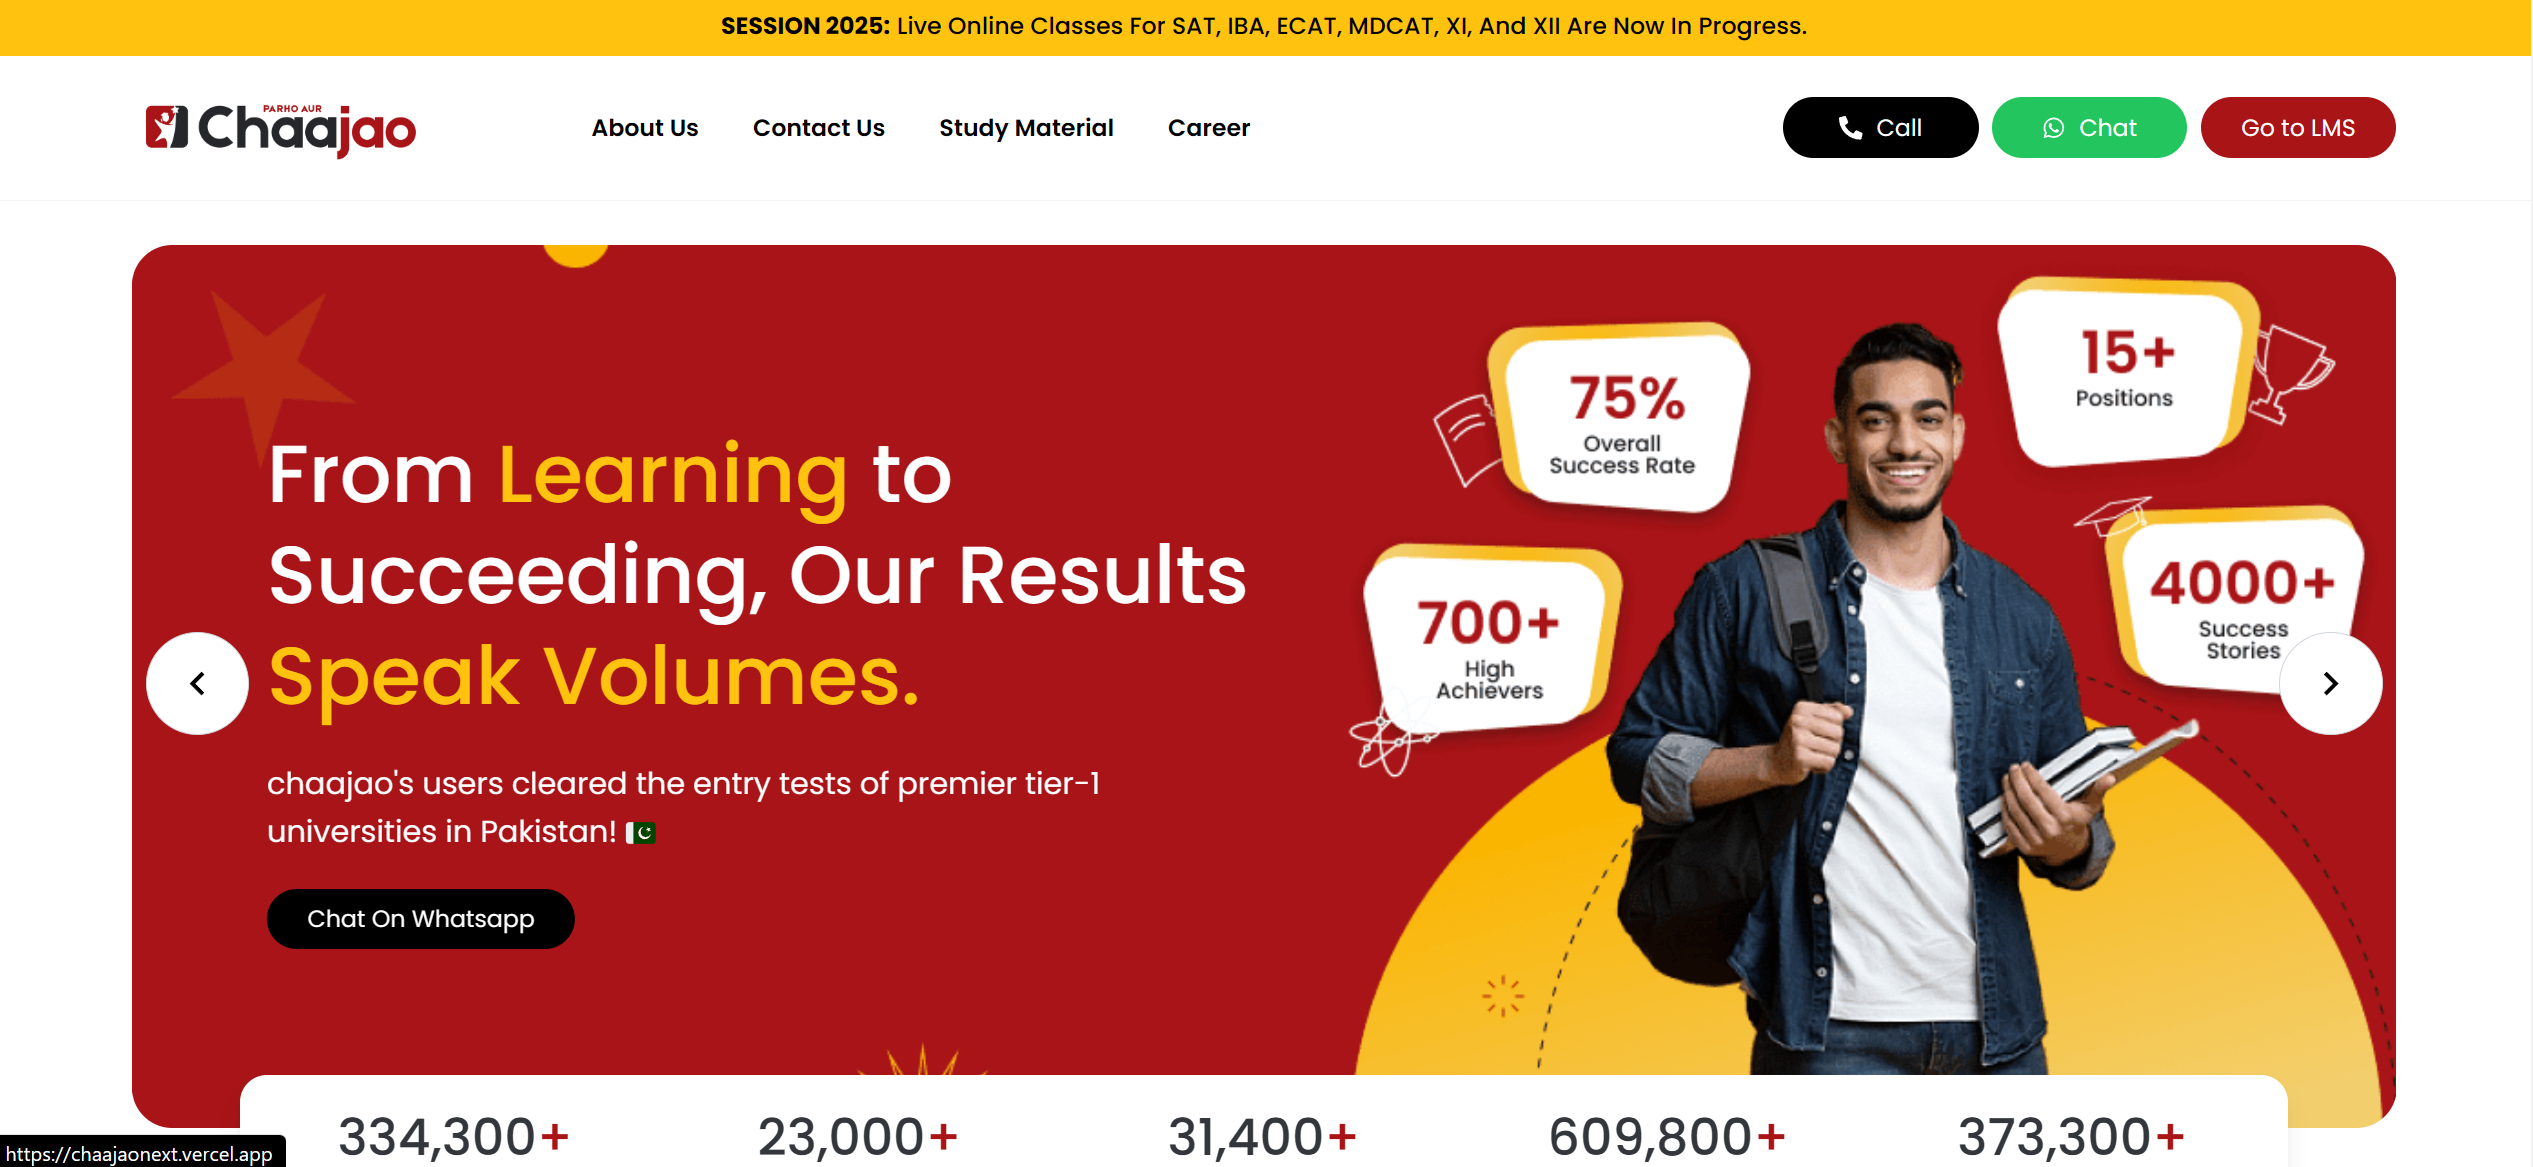 SESSION 2025: Live Online Classes For SAT, IBA, ECAT, MDCAT, XI, And XII Are Now In Progress.
PARHO AUR
Chaajao
About Us
Contact Us
Study Material
Career
Call
Chat
Go to LMS
From Learning to
Succeeding, Our Results
Speak Volumes.
chaajao's users cleared the entry tests of premier tier-1
universities in Pakistan! 🇵🇰
Chat On Whatsapp
75%
Overall
Success Rate
15+
Positions
700+
High
Achievers
4000+
Success
Stories
334,300+
23,000+
31,400+
609,800+
373,300+
https://chaajaonext.vercel.app